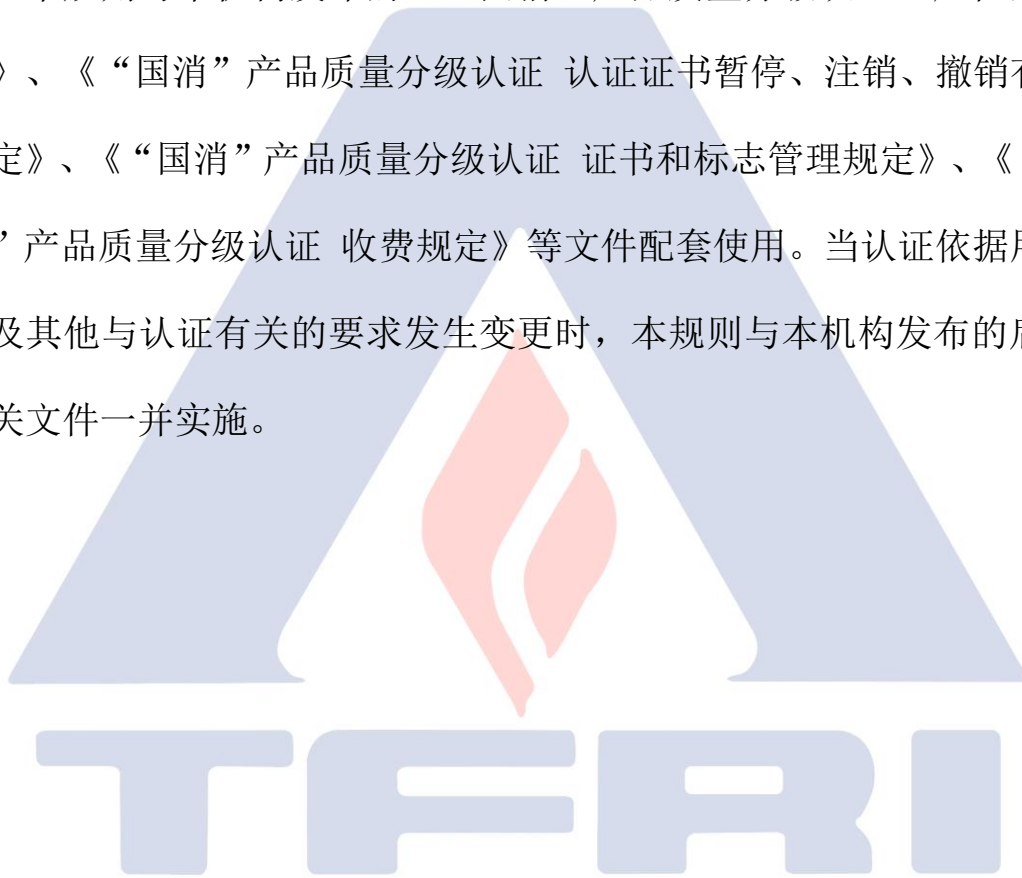 》、《“国消”产品质量分级认证 认证证书暂停、注销、撤销
定》、《“国消”产品质量分级认证 证书和标志管理规定》、《
”产品质量分级认证 收费规定》等文件配套使用。当认证依据
及其他与认证有关的要求发生变更时，本规则与本机构发布的
关文件一并实施。
TFRI